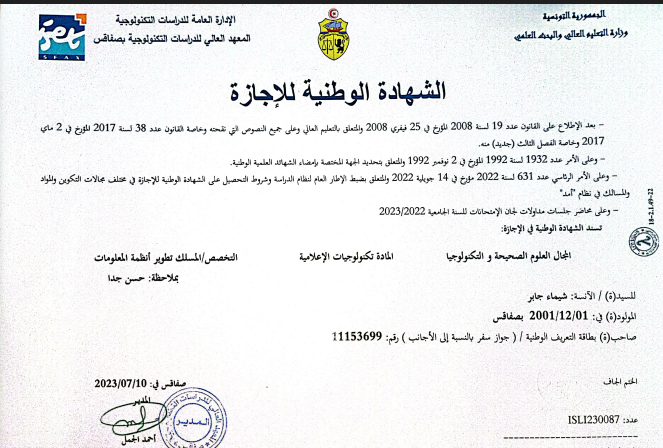 الجمهورية التونسية
وزارة التعليم العالي والبحث العلمي
الإدارة العامة للدراسات التكنولوجية
المعهد العالي للدراسات التكنولوجية بصفاقس
iset
SFAX
الشهادة الوطنية للإجازة
– بعد الإطلاع على القانون عدد 19 لسنة 2008 المؤرخ في 25 فيفري 2008 والمتعلق بالتعليم العالي وعلى جميع النصوص التي نقحته وخاصة القانون عدد 38 لسنة 2017 المؤرخ في 2 ماي
2017 وخاصة الفصل الثالث (جديد) منه.
– وعلى الأمر عدد 1932 لسنة 1992 المؤرخ في 2 نوفمبر 1992 والمتعلق بتحديد الجهة المختصة بإمضاء الشهائد العلمية الوطنية.
– وعلى الأمر الرئاسي عدد 631 لسنة 2022 مؤرخ في 14 جويلية 2022 والمتعلق بضبط الإطار العام لنظام الدراسة وشروط التحصيل على الشهادة الوطنية للإجازة في مختلف مجالات التكوين والمواد
والمسالك في نظام "أمد"
– وعلى محاضر جلسات مداولات لجان الإمتحانات للسنة الجامعية 2023/2022
تسند الشهادة الوطنية في الإجازة:
المجال العلوم الصحيحة و التكنولوجيا
المادة تكنولوجيات الإعلامية
التخصص/المسلك تطوير أنظمة المعلومات
بملاحظة: حسن جدا
للسيد(ة) / الآنسة: شيماء جابر
المولود(ة) في: 2001/12/01 بصفاقس
صاحب(ة) بطاقة التعريف الوطنية / ( جواز سفر بالنسبة إلى الأجانب ) رقم: 11153699
صفاقس في: 2023/07/10
المدير
أحمد الجمل
المدير
الختم الجاف
عدد: ISLI230087